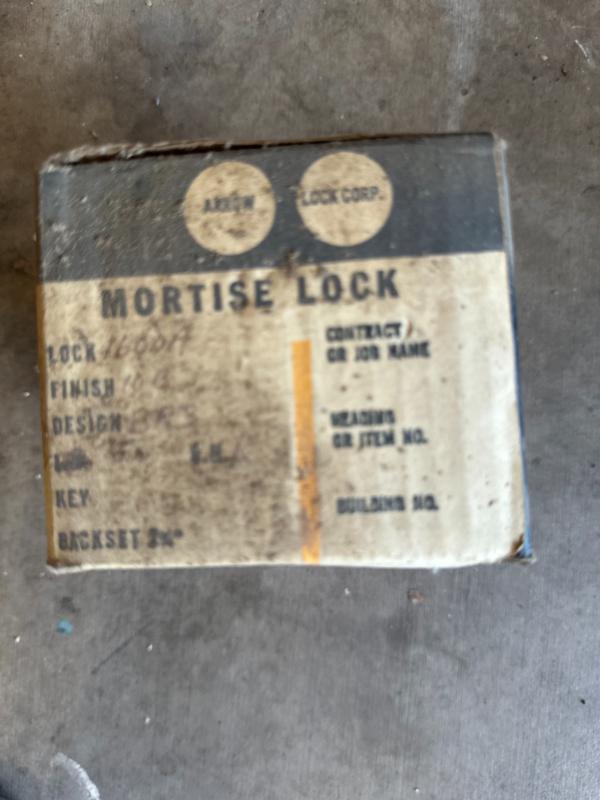 ARROW
LOCK CORP.
MORTISE LOCK
LOCK
FINISH
DESIGN
KEY
BACKSET 2¾"
CONTRACT
OR JOB NAME
HEADING
OR ITEM NO.
BUILDING NO.